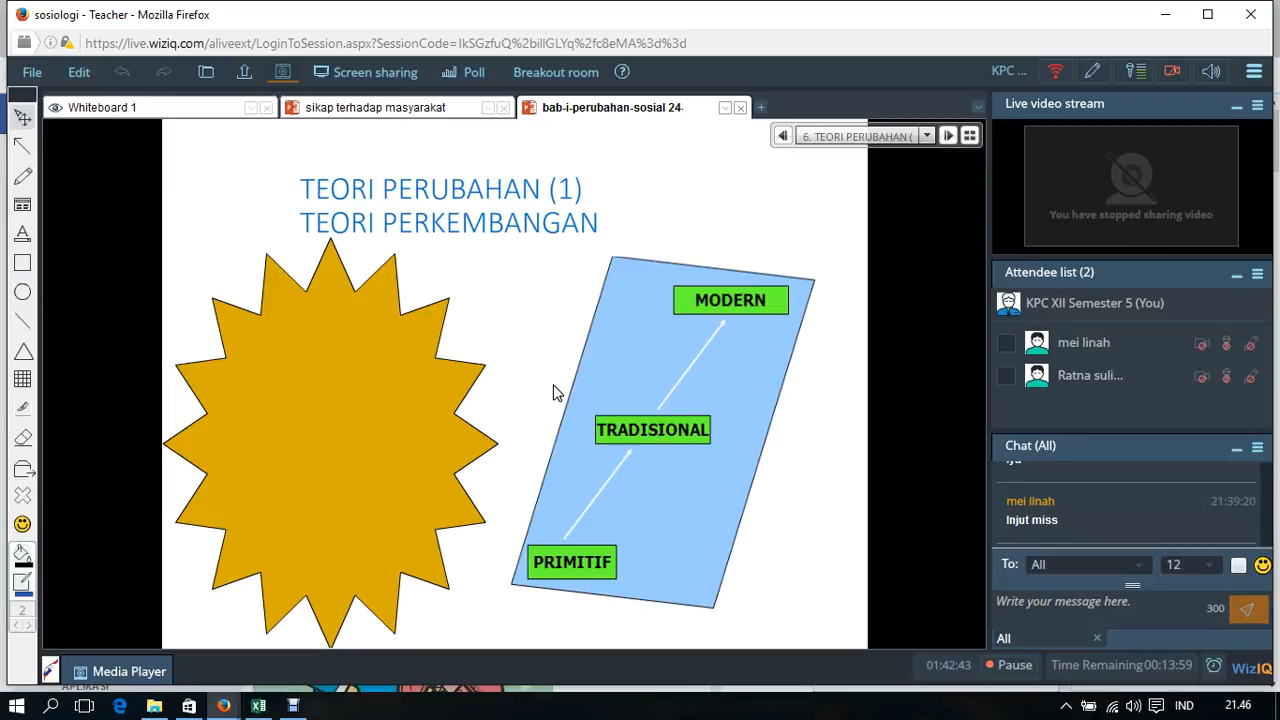 sosiologi - Teacher - Mozilla Firefox
https://live.wiziq.com/aliveext/LoginToSession.aspx?SessionCode=IkSGzfuQ%2billGLYq%2fc8eMA%3d%3d
File Edit Screen sharing Poll Breakout room KPC ...
Whiteboard 1 sikap terhadap masyarakat bab-i-perubahan-sosial 24-
6. TEORI PERUBAHAN (
TEORI PERUBAHAN (1)
TEORI PERKEMBANGAN
MODERN
TRADISIONAL
PRIMITIF
Live video stream
You have stopped sharing video
Attendee list (2)
KPC XII Semester 5 (You)
mei linah
Ratna suli...
Chat (All)
mei linah 21:39:20
Injut miss
To: All 12
Write your message here. 300
All
2
Media Player 01:42:43 Pause Time Remaining 00:13:59 WizIQ
APLIKASI
IND 21.46